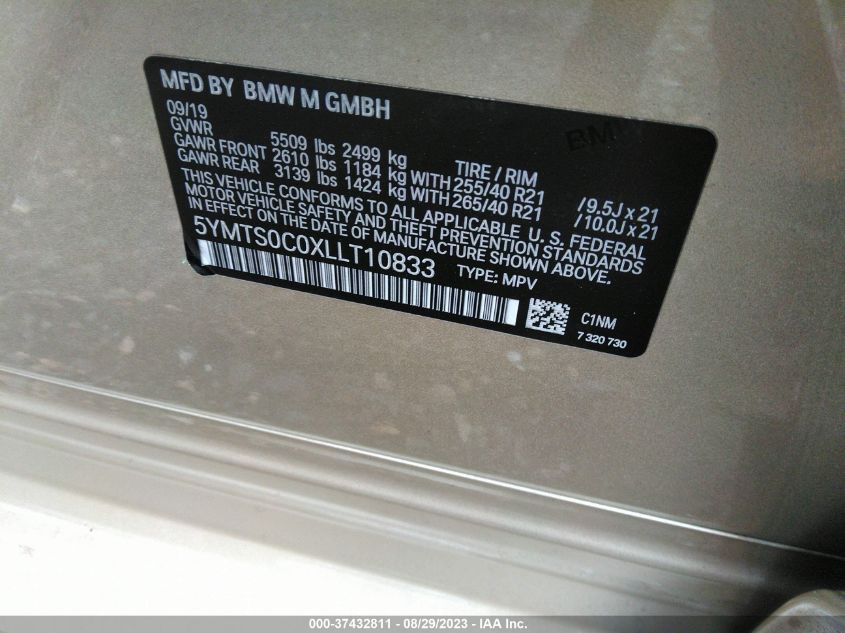 MFD BY BMW M GMBH
09/19
GVWR 5509 lbs 2499 kg TIRE / RIM
GAWR FRONT 2610 lbs 1184 kg WITH 255/40 R21 /9.5J x 21
GAWR REAR 3139 lbs 1424 kg WITH 265/40 R21 /10.0J x 21
THIS VEHICLE CONFORMS TO ALL APPLICABLE U. S. FEDERAL
MOTOR VEHICLE SAFETY AND THEFT PREVENTION STANDARDS
IN EFFECT ON THE DATE OF MANUFACTURE SHOWN ABOVE.
5YMTS0C0XLLT10833 TYPE: MPV
C1NM
7 320 730
BMW
000-37432811 - 08/29/2023 - IAA Inc.